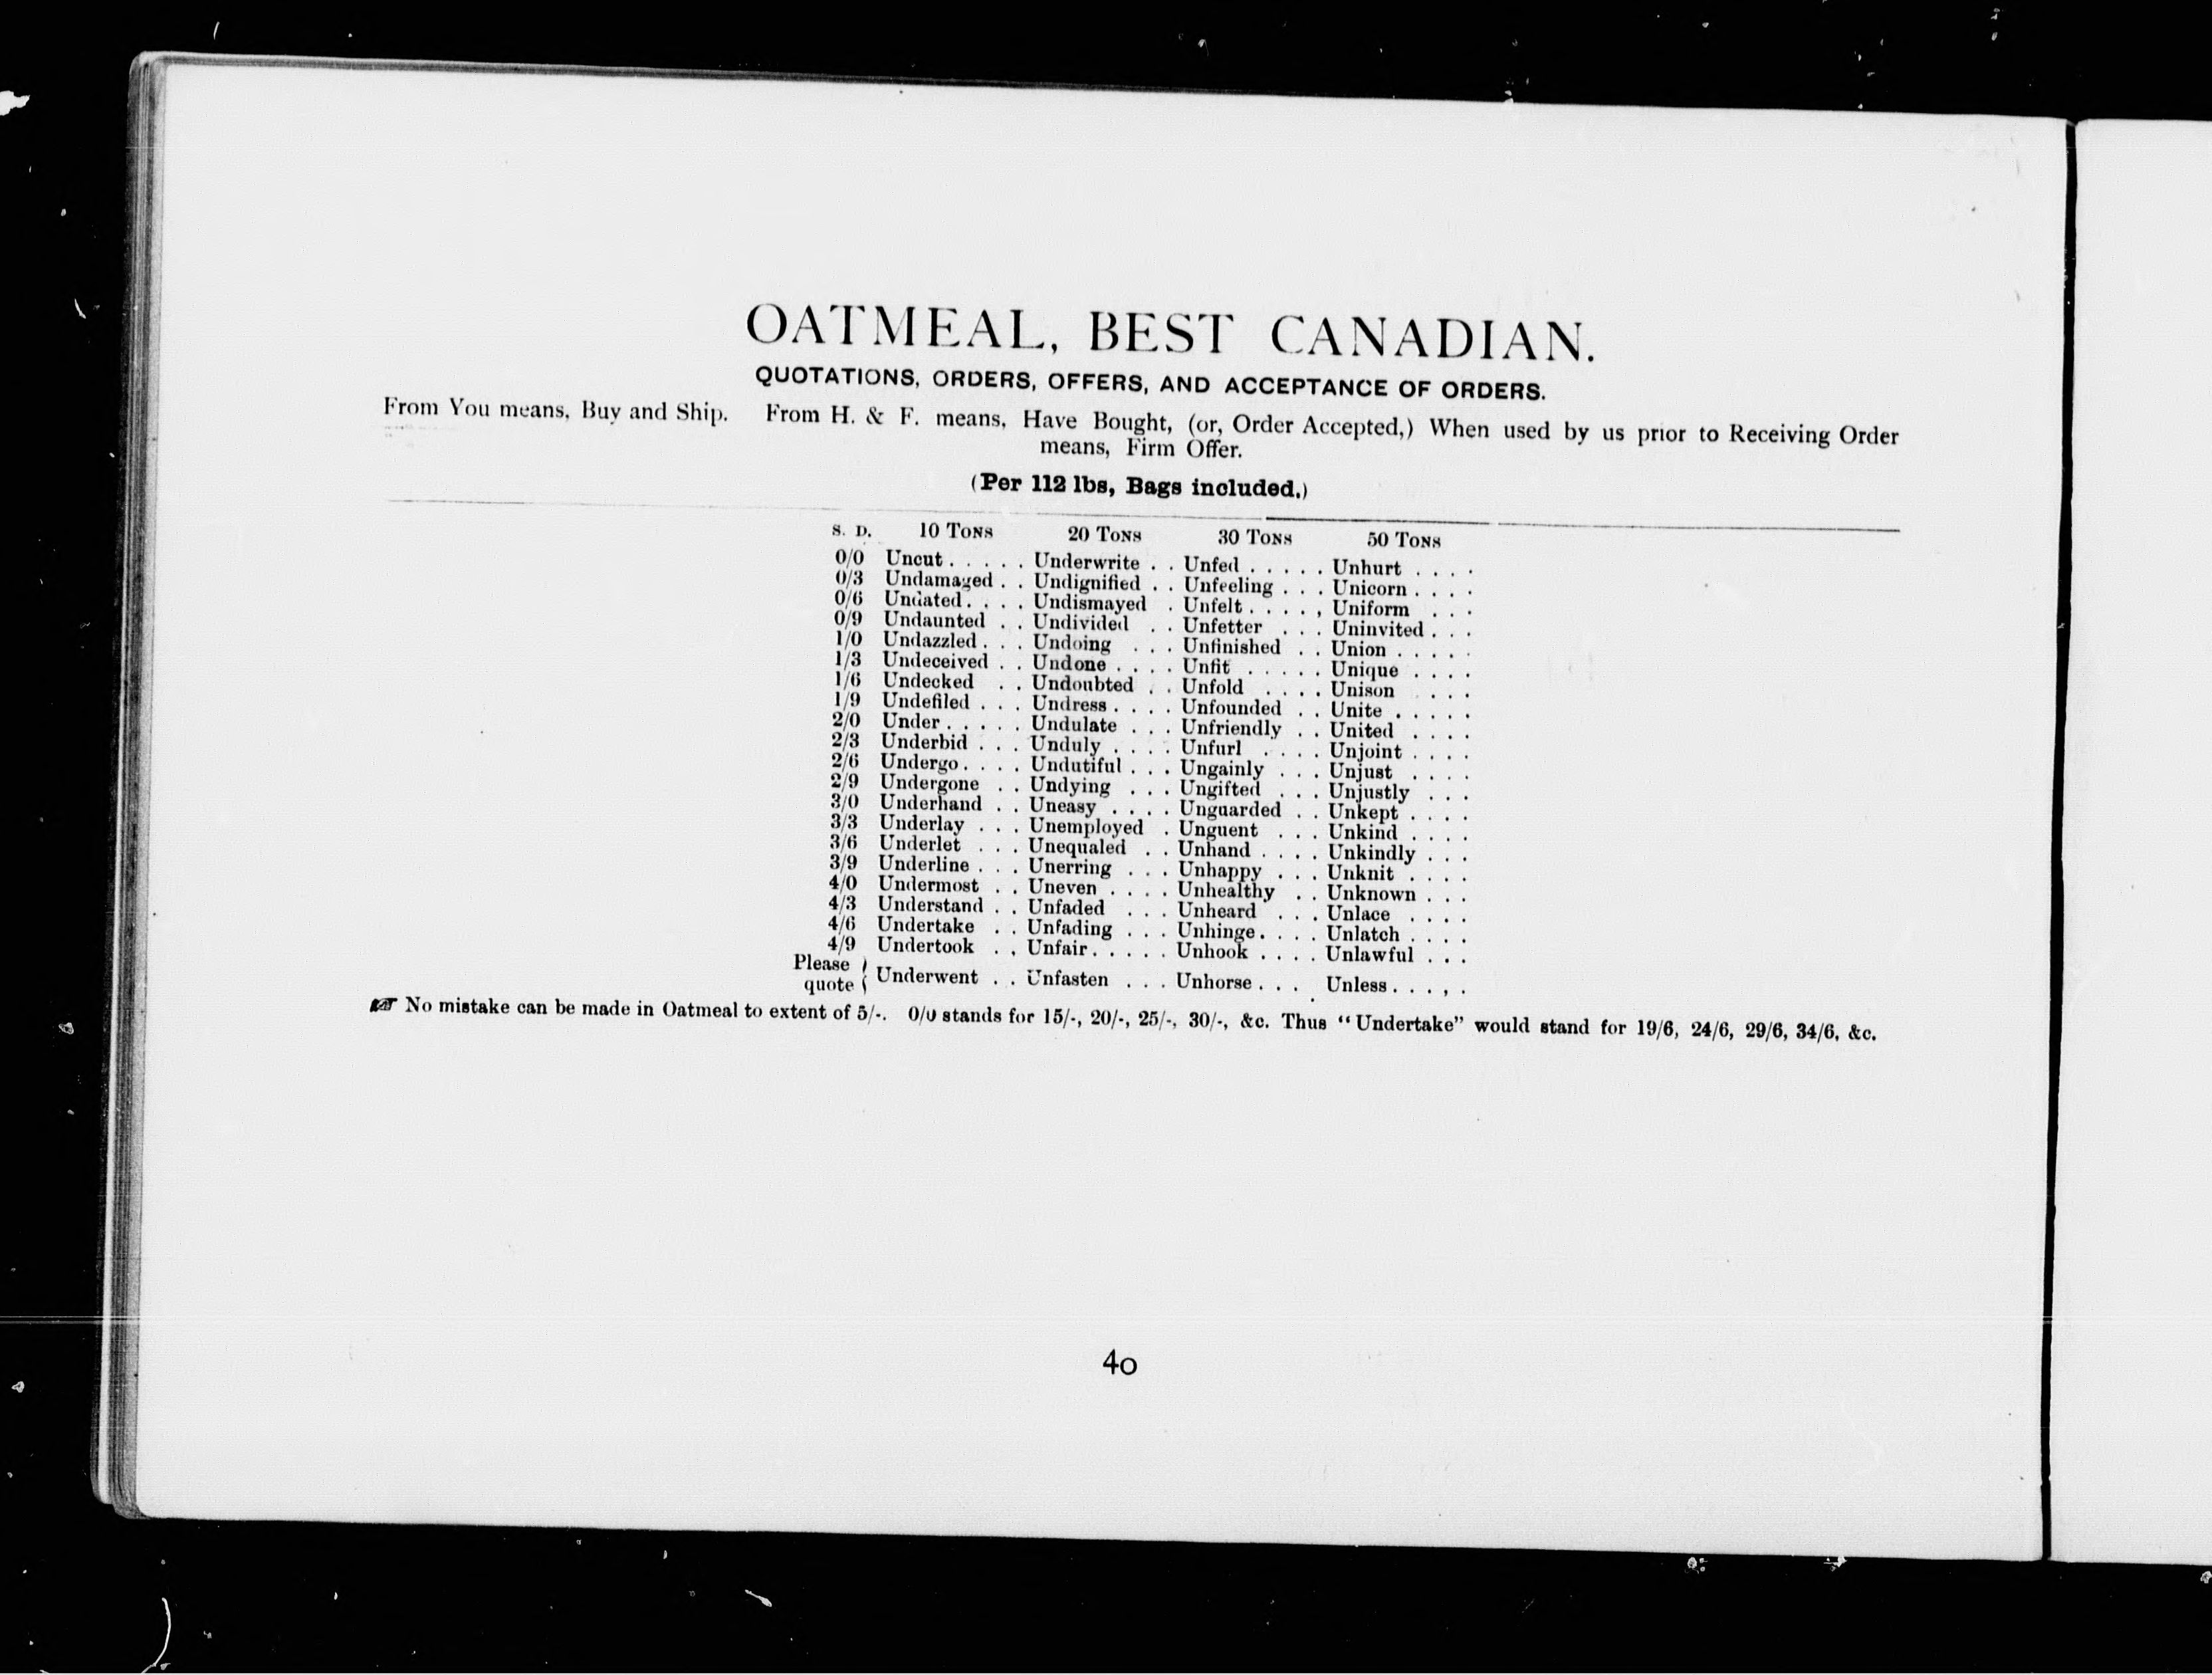 OATMEAL, BEST CANADIAN.
QUOTATIONS, ORDERS, OFFERS, AND ACCEPTANCE OF ORDERS.
From You means, Buy and Ship. From H. & F. means, Have Bought, (or, Order Accepted,) When used by us prior to Receiving Order
means, Firm Offer.
(Per 112 lbs, Bags included.)
S. D. 10 TONS 20 TONS 30 TONS 50 TONS
0/0 Uncut . . . . . Underwrite . . Unfed . . . . . Unhurt . . . .
0/3 Undamaged . . Undignified . . Unfeeling . . . Unicorn . . . .
0/6 Undated . . . . Undismayed . Unfelt . . . . , Uniform . . .
0/9 Undaunted . . Undivided . . Unfetter . . . Uninvited . . .
1/0 Undazzled . . . Undoing . . . Unfinished . . Union . . . . .
1/3 Undeceived . . Undone . . . . Unfit . . . . . Unique . . . .
1/6 Undecked . . Undoubted . . Unfold . . . . Unison . . . .
1/9 Undefiled . . . Undress . . . . Unfounded . . Unite . . . . .
2/0 Under . . . . . Undulate . . . Unfriendly . . United . . . .
2/3 Underbid . . . Unduly . . . . Unfurl . . . . Unjoint . . . .
2/6 Undergo . . . . Undutiful . . . Ungainly . . . Unjust . . . .
2/9 Undergone . . Undying . . . Ungifted . . . Unjustly . . .
3/0 Underhand . . Uneasy . . . . Unguarded . . Unkept . . . .
3/3 Underlay . . . Unemployed . Unguent . . . Unkind . . . .
3/6 Underlet . . . Unequaled . . Unhand . . . . Unkindly . . .
3/9 Underline . . . Unerring . . . Unhappy . . . Unknit . . . .
4/0 Undermost . . Uneven . . . . Unhealthy . . Unknown . . .
4/3 Understand . . Unfaded . . . Unheard . . . Unlace . . . .
4/6 Undertake . . Unfading . . . Unhinge . . . . Unlatch . . . .
4/9 Undertook . . Unfair . . . . . Unhook . . . . Unlawful . . .
Please
quote } Underwent . . Unfasten . . . Unhorse . . . . Unless . . . , .
☞ No mistake can be made in Oatmeal to extent of 5/-. 0/0 stands for 15/-, 20/-, 25/-, 30/-, &c. Thus "Undertake" would stand for 19/6, 24/6, 29/6, 34/6, &c.
40